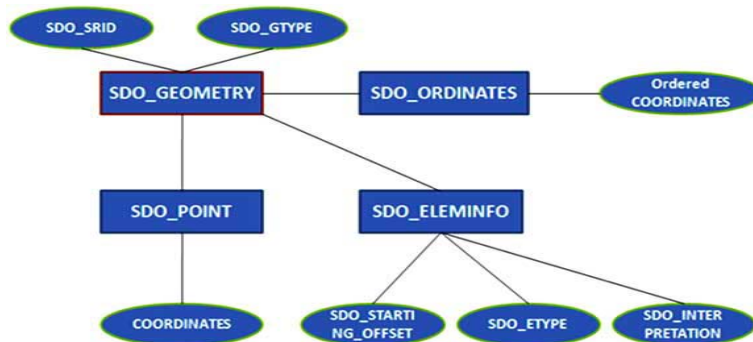 SDO_SRID
SDO_GTYPE
SDO_GEOMETRY
SDO_ORDINATES
Ordered
COORDINATES
SDO_POINT
SDO_ELEMINFO
COORDINATES
SDO_STARTI
NG_OFFSET
SDO_ETYPE
SDO_INTER
PRETATION